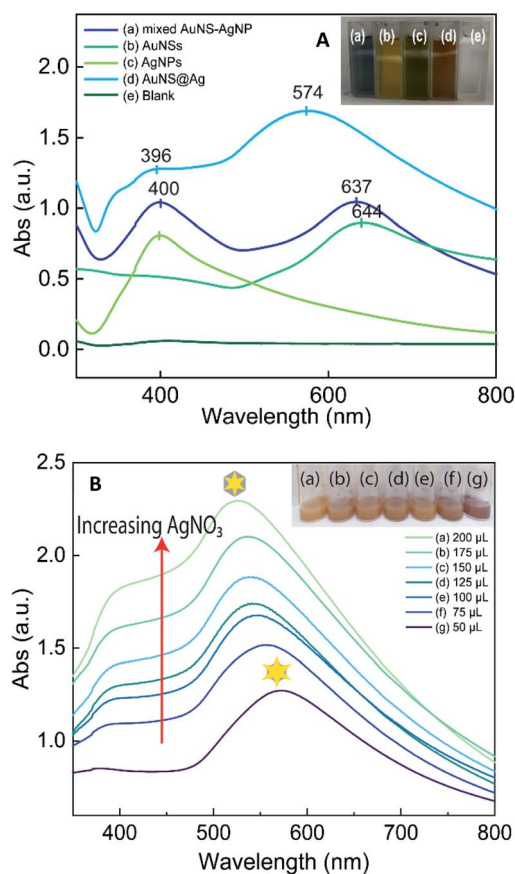 (a) mixed AuNS-AgNP
(b) AuNSs
(c) AgNPs
(d) AuNS@Ag
(e) Blank
A
(a) (b) (c) (d) (e)
2.0
1.5
1.0
0.5
0.0
Abs (a.u.)
574
396
400
637
644
400 600 800
Wavelength (nm)
B
2.5
2.0
1.5
1.0
Abs (a.u.)
Increasing AgNO₃
(a) (b) (c) (d) (e) (f) (g)
(a) 200 µL
(b) 175 µL
(c) 150 µL
(d) 125 µL
(e) 100 µL
(f) 75 µL
(g) 50 µL
400 500 600 700 800
Wavelength (nm)